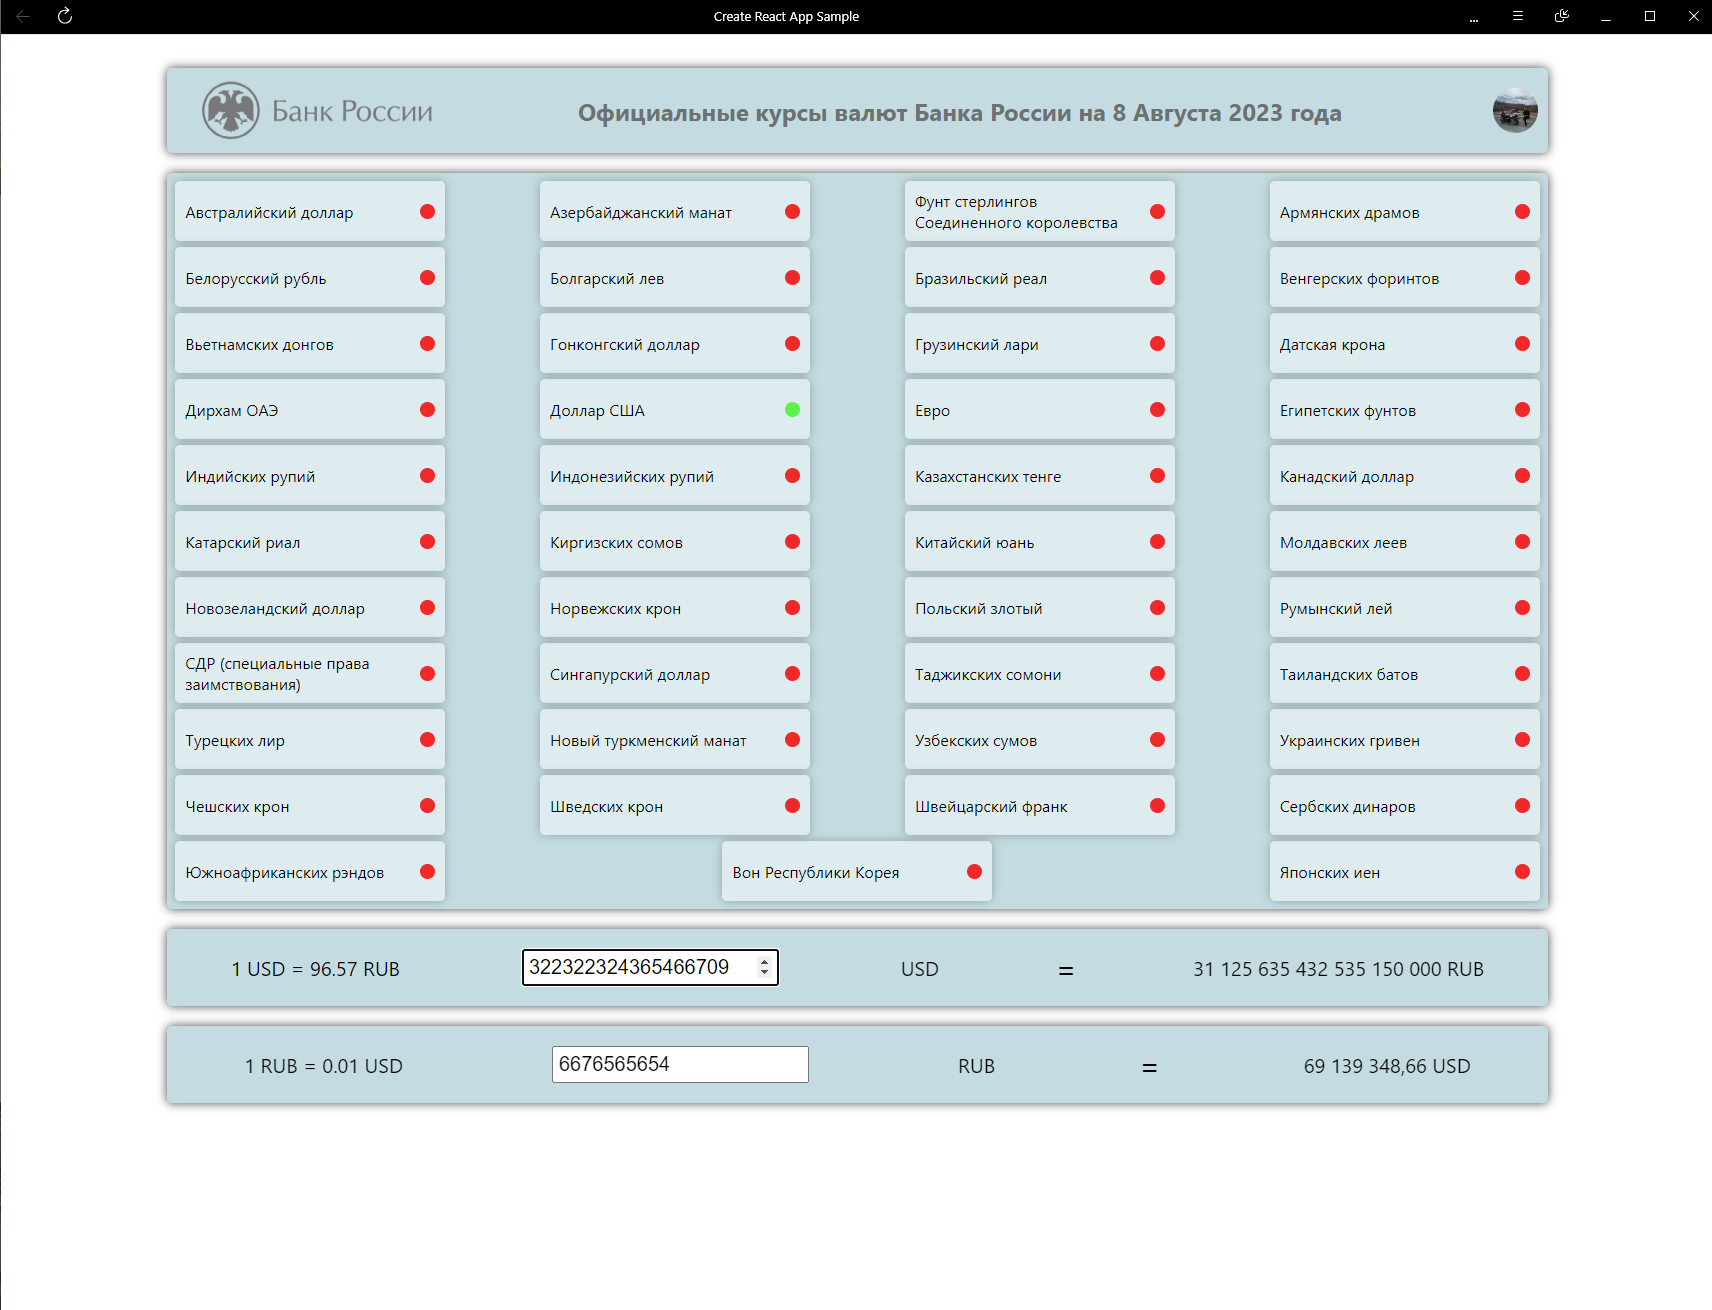 Create React App Sample
Банк России
Официальные курсы валют Банка России на 8 Августа 2023 года
Австралийский доллар
Азербайджанский манат
Фунт стерлингов
Соединенного королевства
Армянских драмов
Белорусский рубль
Болгарский лев
Бразильский реал
Венгерских форинтов
Вьетнамских донгов
Гонконгский доллар
Грузинский лари
Датская крона
Дирхам ОАЭ
Доллар США
Евро
Египетских фунтов
Индийских рупий
Индонезийских рупий
Казахстанских тенге
Канадский доллар
Катарский риал
Киргизских сомов
Китайский юань
Молдавских леев
Новозеландский доллар
Норвежских крон
Польский злотый
Румынский лей
СДР (специальные права
заимствования)
Сингапурский доллар
Таджикских сомони
Таиландских батов
Турецких лир
Новый туркменский манат
Узбекских сумов
Украинских гривен
Чешских крон
Шведских крон
Швейцарский франк
Сербских динаров
Южноафриканских рэндов
Вон Республики Корея
Японских иен
1 USD = 96.57 RUB
322322324365466709
USD
=
31 125 635 432 535 150 000 RUB
1 RUB = 0.01 USD
6676565654
RUB
=
69 139 348,66 USD